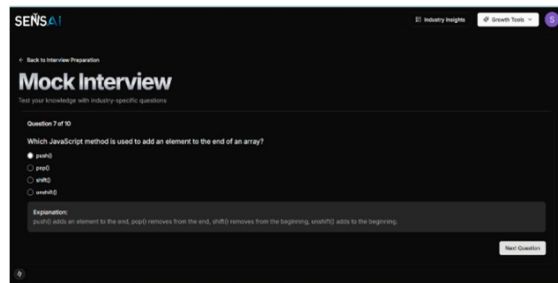 SENSAI
Industry Insights
Growth Tools
S
Back to Interview Preparation
Mock Interview
Test your knowledge with industry-specific questions
Question 7 of 10
Which JavaScript method is used to add an element to the end of an array?
push()
pop()
shift()
unshift()
Explanation:
push() adds an element to the end, pop() removes from the end, shift() removes from the beginning, unshift() adds to the beginning.
Next Question